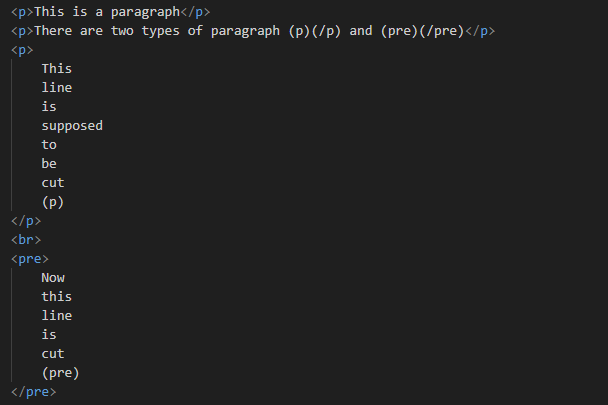 <p>This is a paragraph</p>
<p>There are two types of paragraph (p)(/p) and (pre)(/pre)</p>
<p>
    This
    line
    is
    supposed
    to
    be
    cut
    (p)
</p>
<br>
<pre>
    Now
    this
    line
    is
    cut
    (pre)
</pre>